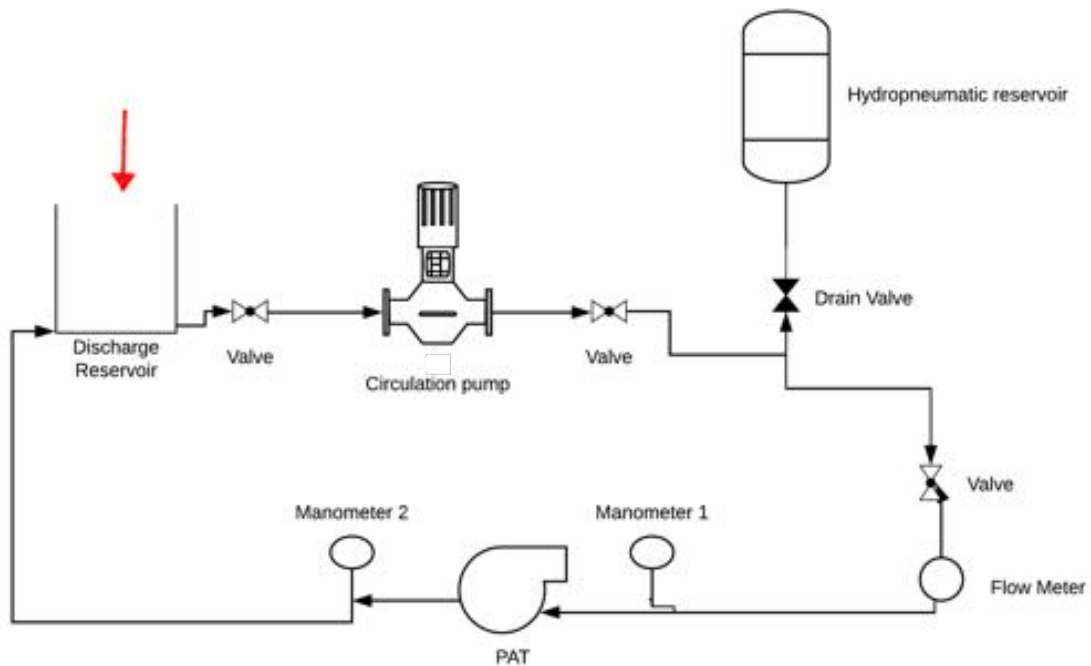 Hydropneumatic reservoir
Drain Valve
Discharge
Reservoir
Valve
Valve
Circulation pump
Valve
Manometer 2
Manometer 1
Flow Meter
PAT